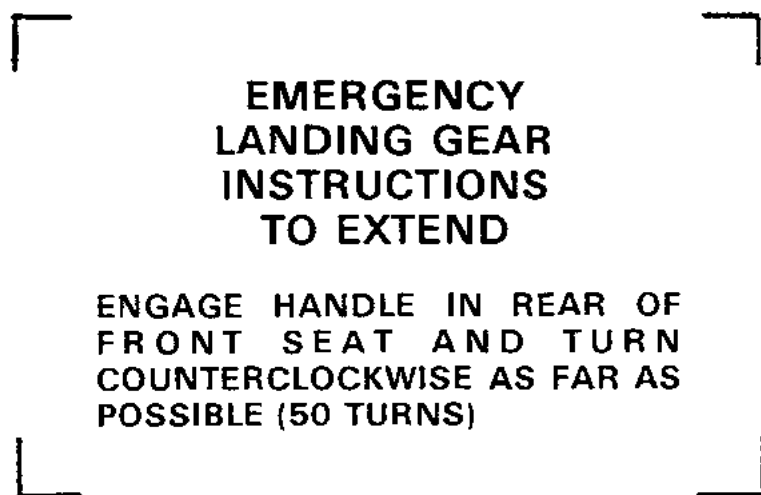 EMERGENCY
LANDING GEAR
INSTRUCTIONS
TO EXTEND
ENGAGE HANDLE IN REAR OF
FRONT SEAT AND TURN
COUNTERCLOCKWISE AS FAR AS
POSSIBLE (50 TURNS)